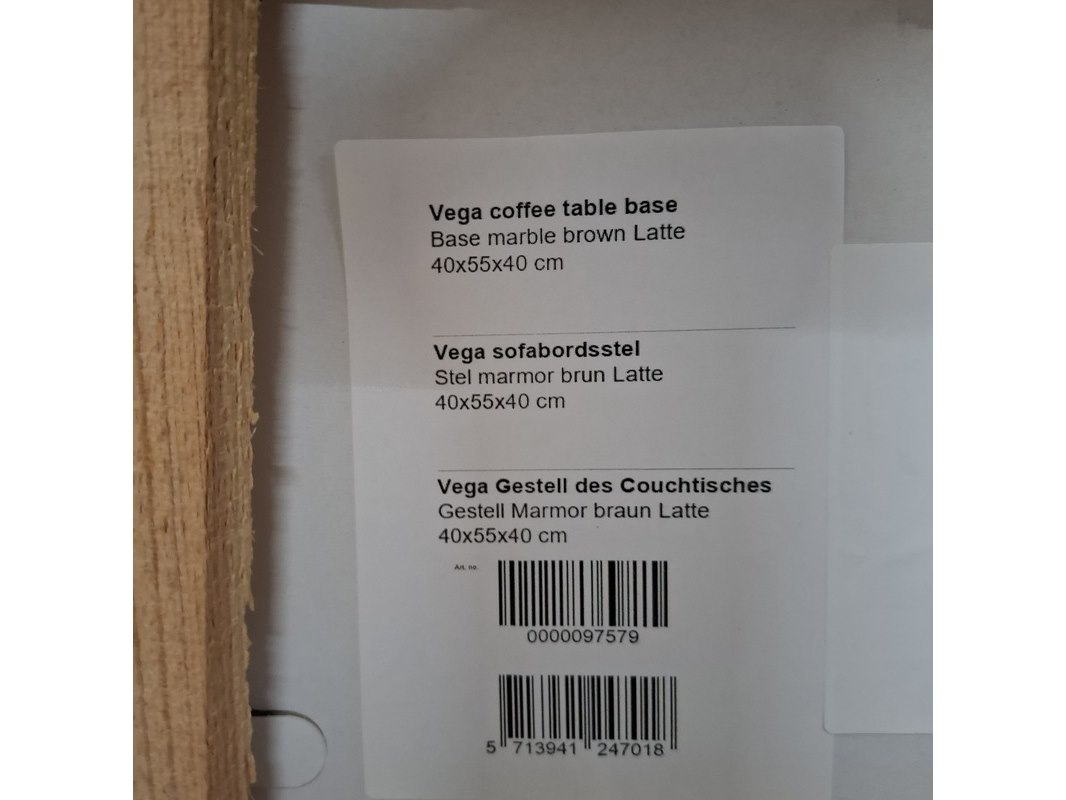 Vega coffee table base
Base marble brown Latte
40x55x40 cm
Vega sofabordsstel
Stel marmor brun Latte
40x55x40 cm
Vega Gestell des Couchtisches
Gestell Marmor braun Latte
40x55x40 cm
Art. no.
0000097579
5 713941 247018